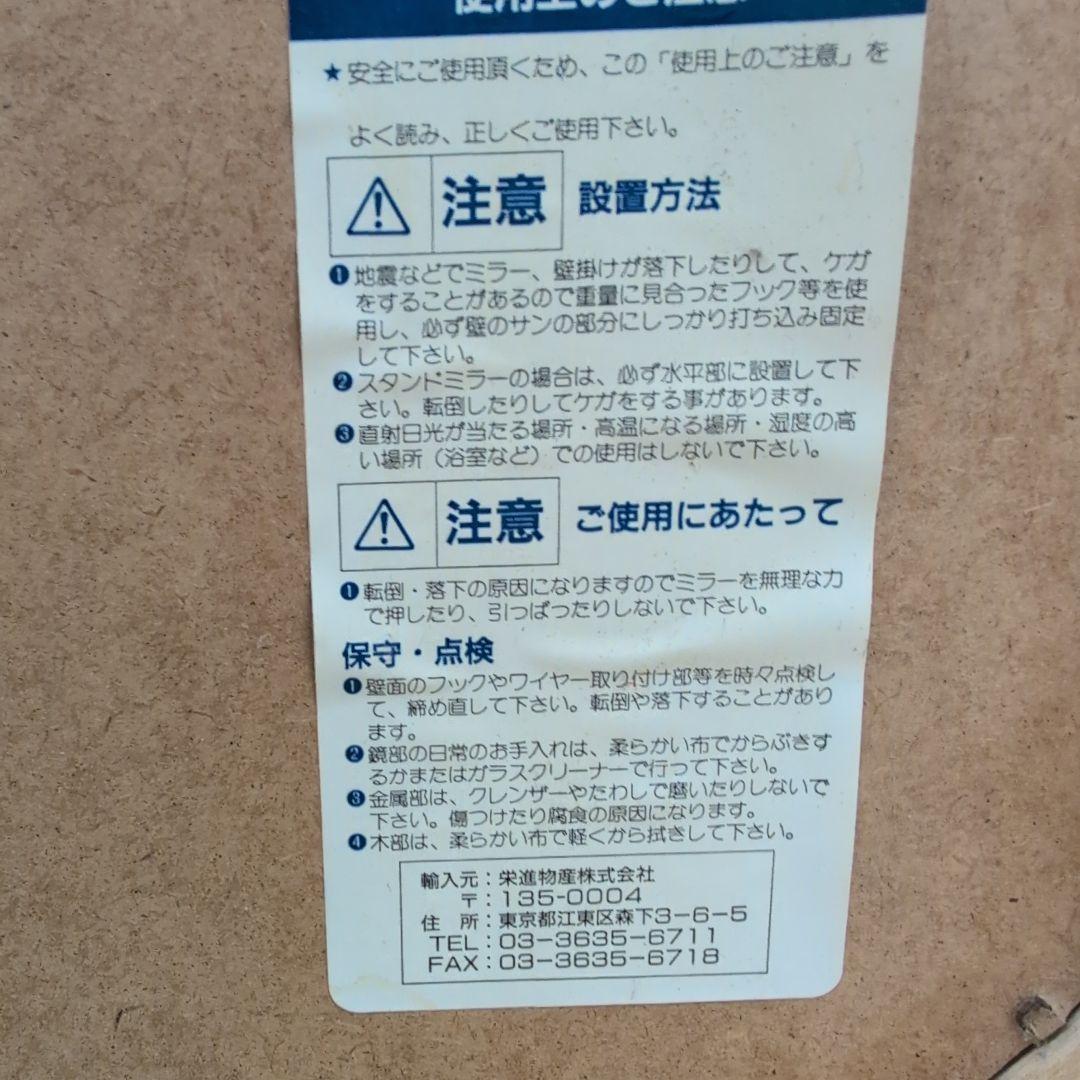 使用上のご注意
★安全にご使用頂くため、この「使用上のご注意」を
よく読み、正しくご使用下さい。
注意 設置方法
❶地震などでミラー、壁掛けが落下したりして、ケガ
をすることがあるので重量に見合ったフック等を使
用し、必ず壁のサンの部分にしっかり打ち込み固定
して下さい。
❷スタンドミラーの場合は、必ず水平部に設置して下
さい。転倒したりしてケガをする事があります。
❸直射日光が当たる場所・高温になる場所・湿度の高
い場所（浴室など）での使用はしないで下さい。
注意 ご使用にあたって
❶転倒・落下の原因になりますのでミラーを無理な力
で押したり、引っぱったりしないで下さい。
保守・点検
❶壁面のフックやワイヤー取り付け部等を時々点検し
て、締め直して下さい。転倒や落下することがあり
ます。
❷鏡部の日常のお手入れは、柔らかい布でからぶきす
るかまたはガラスクリーナーで行って下さい。
❸金属部は、クレンザーやたわしで磨いたりしないで
下さい。傷つけたり腐食の原因になります。
❹木部は、柔らかい布で軽くから拭きして下さい。
輸入元：栄進物産株式会社
〒：135-0004
住　所：東京都江東区森下3-6-5
TEL：03-3635-6711
FAX：03-3635-6718